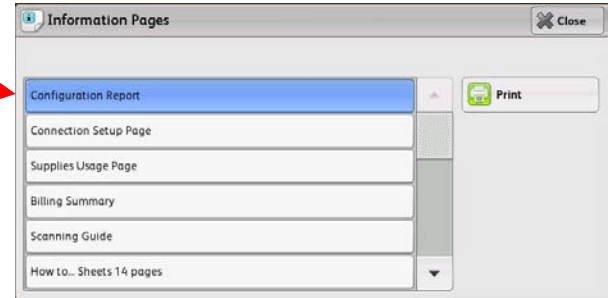 Information Pages
Close
Configuration Report
Print
Connection Setup Page
Supplies Usage Page
Billing Summary
Scanning Guide
How to... Sheets 14 pages